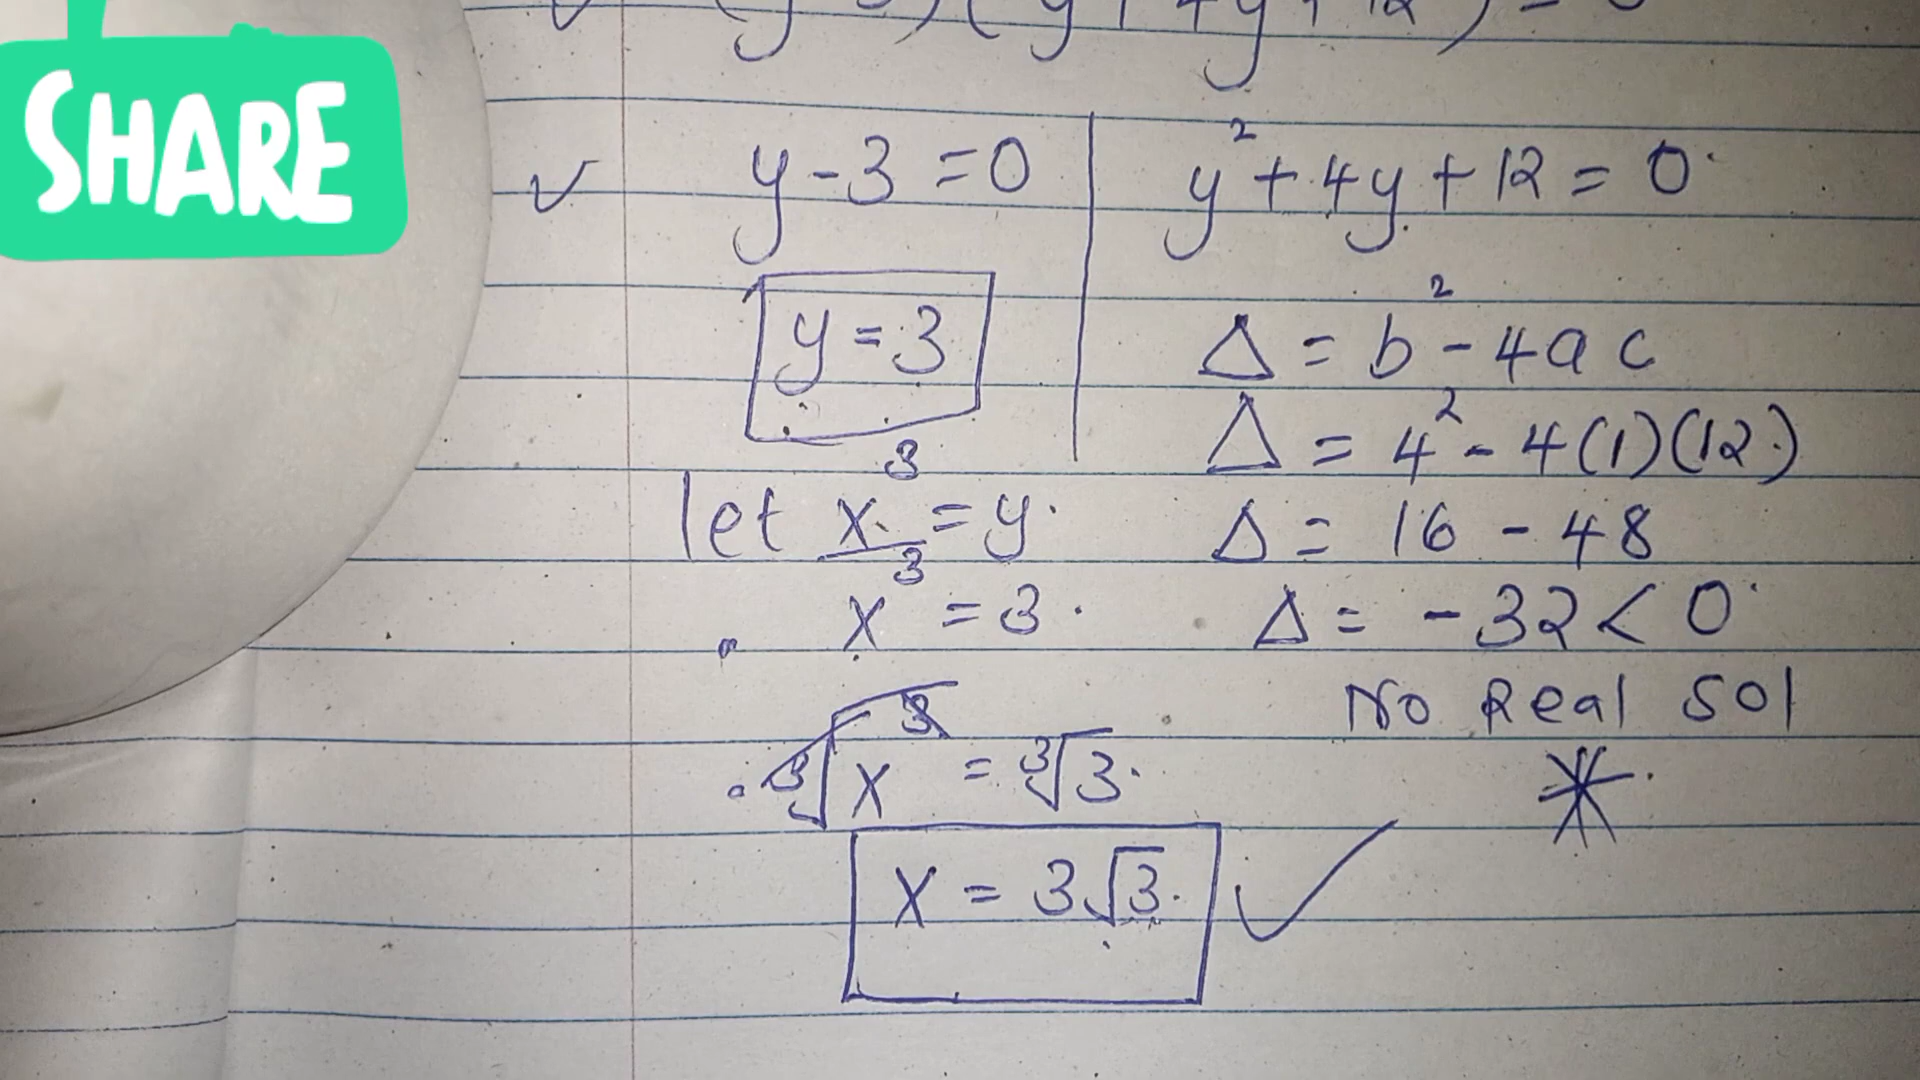 SHARE
y - 3 = 0
y² + 4y + 12 = 0
y = 3
Δ = b² - 4ac
Δ = 4² - 4(1)(12)
let x³ = y
Δ = 16 - 48
x³ = 3
Δ = -32 < 0
No Real Sol
∛x³ = ∛3
x = 3√3